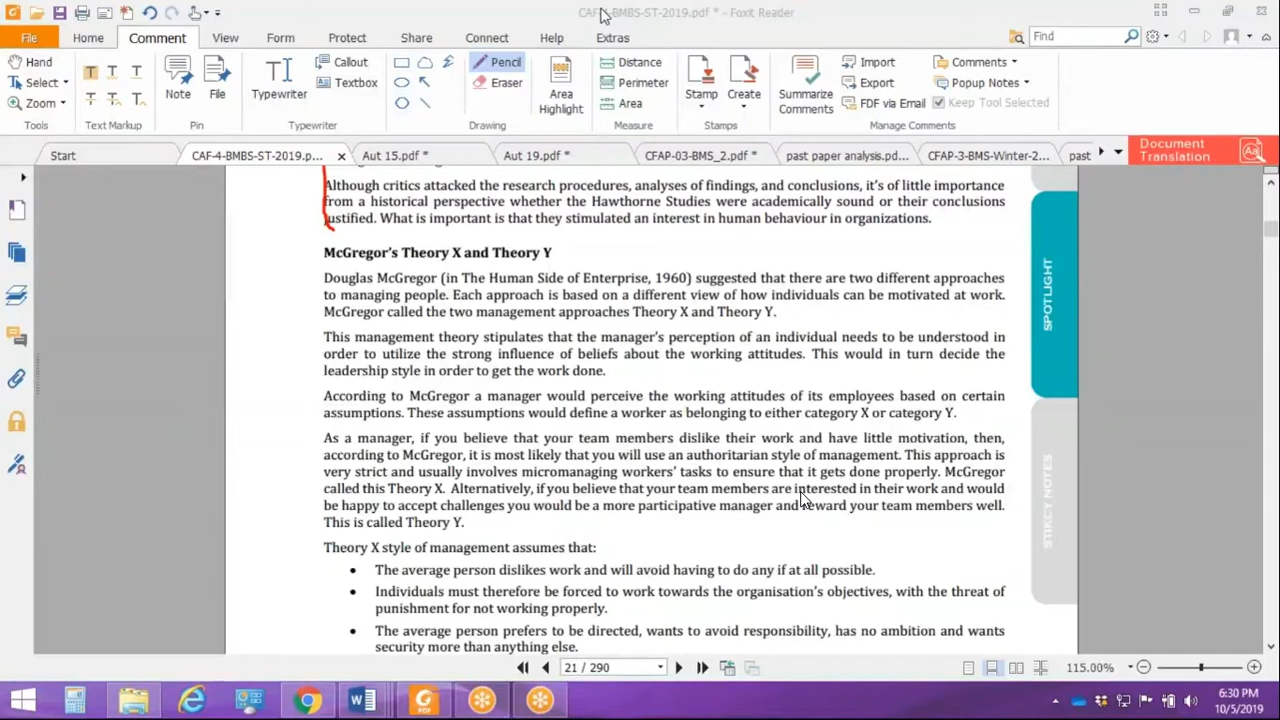 CAF-4-BMBS-ST-2019.pdf * - Foxit Reader
File Home Comment View Form Protect Share Connect Help Extras Find
Hand Select Zoom
Tools
T T T
T T T
Text Markup
Note File
Pin
Typewriter Callout Textbox
Typewriter
Pencil Eraser Area Highlight
Drawing
Distance Perimeter Area
Measure
Stamp Create
Stamps
Summarize Comments Import Export FDF via Email Comments Popup Notes Keep Tool Selected
Manage Comments
Start CAF-4-BMBS-ST-2019.p... Aut 15.pdf * Aut 19.pdf * CFAP-03-BMS_2.pdf * past paper analysis.pd... CFAP-3-BMS-Winter-2... past
Document Translation
Although critics attacked the research procedures, analyses of findings, and conclusions, it's of little importance
from a historical perspective whether the Hawthorne Studies were academically sound or their conclusions
justified. What is important is that they stimulated an interest in human behaviour in organizations.
McGregor's Theory X and Theory Y
Douglas McGregor (in The Human Side of Enterprise, 1960) suggested that there are two different approaches
to managing people. Each approach is based on a different view of how individuals can be motivated at work.
McGregor called the two management approaches Theory X and Theory Y.
This management theory stipulates that the manager's perception of an individual needs to be understood in
order to utilize the strong influence of beliefs about the working attitudes. This would in turn decide the
leadership style in order to get the work done.
According to McGregor a manager would perceive the working attitudes of its employees based on certain
assumptions. These assumptions would define a worker as belonging to either category X or category Y.
As a manager, if you believe that your team members dislike their work and have little motivation, then,
according to McGregor, it is most likely that you will use an authoritarian style of management. This approach is
very strict and usually involves micromanaging workers' tasks to ensure that it gets done properly. McGregor
called this Theory X. Alternatively, if you believe that your team members are interested in their work and would
be happy to accept challenges you would be a more participative manager and reward your team members well.
This is called Theory Y.
Theory X style of management assumes that:
• The average person dislikes work and will avoid having to do any if at all possible.
• Individuals must therefore be forced to work towards the organisation's objectives, with the threat of
punishment for not working properly.
• The average person prefers to be directed, wants to avoid responsibility, has no ambition and wants
security more than anything else.
SPOTLIGHT
STICKY NOTES
21 / 290
115.00%
6:30 PM
10/5/2019